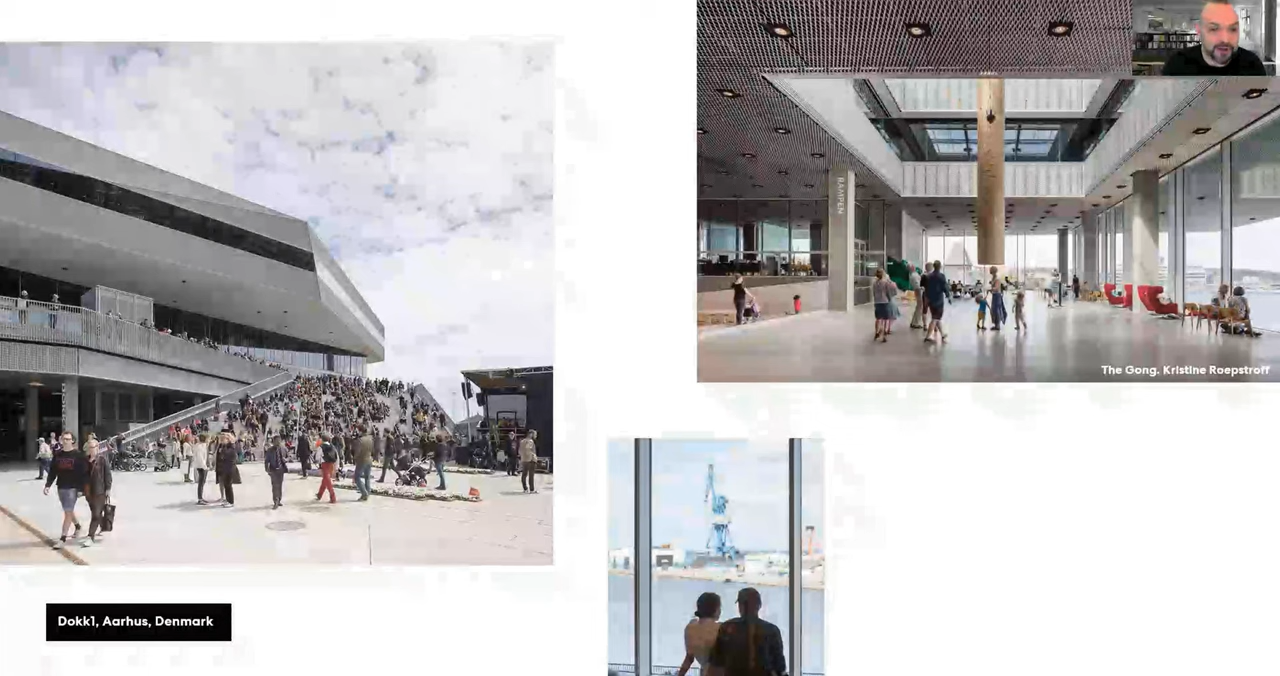 RAMPEN
The Gong. Kristine Roepstroff
Dokk1, Aarhus, Denmark